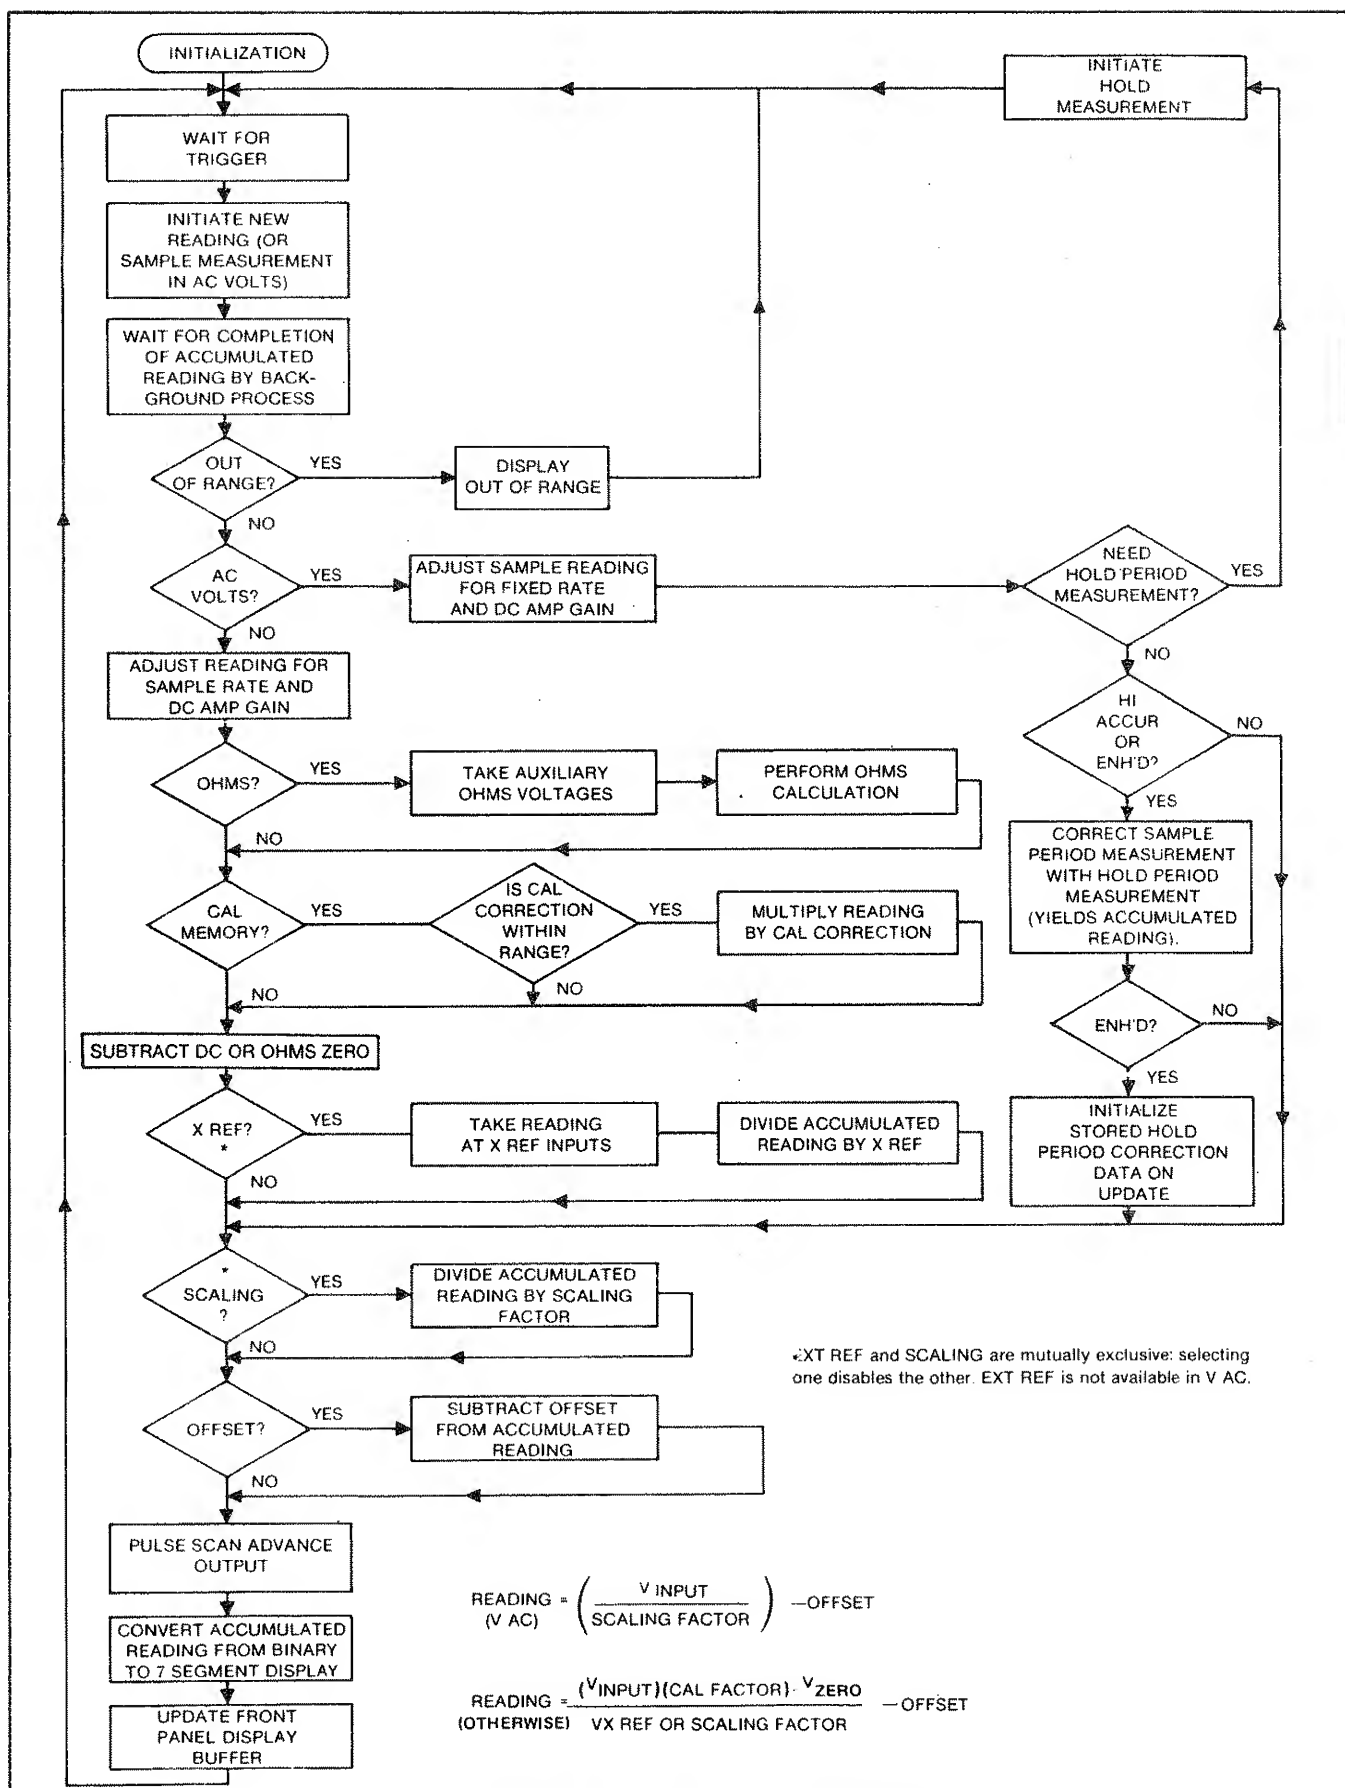 INITIALIZATION
INITIATE
HOLD
MEASUREMENT
WAIT FOR
TRIGGER
INITIATE NEW
READING (OR
SAMPLE MEASUREMENT
IN AC VOLTS)
WAIT FOR COMPLETION
OF ACCUMULATED
READING BY BACK-
GROUND PROCESS
OUT
OF RANGE?
YES
DISPLAY
OUT OF RANGE
NO
AC
VOLTS?
YES
ADJUST SAMPLE READING
FOR FIXED RATE
AND DC AMP GAIN
NEED
HOLD PERIOD
MEASUREMENT?
YES
NO
NO
ADJUST READING FOR
SAMPLE RATE AND
DC AMP GAIN
HI
ACCUR
OR
ENH'D?
NO
YES
OHMS?
YES
TAKE AUXILIARY
OHMS VOLTAGES
PERFORM OHMS
CALCULATION
NO
CORRECT SAMPLE
PERIOD MEASUREMENT
WITH HOLD PERIOD
MEASUREMENT
(YIELDS ACCUMULATED
READING).
CAL
MEMORY?
YES
IS CAL
CORRECTION
WITHIN
RANGE?
YES
MULTIPLY READING
BY CAL CORRECTION
NO
NO
ENH'D?
NO
YES
SUBTRACT DC OR OHMS ZERO
X REF?
*
YES
TAKE READING
AT X REF INPUTS
DIVIDE ACCUMULATED
READING BY X REF
NO
INITIALIZE
STORED HOLD
PERIOD CORRECTION
DATA ON
UPDATE
*
SCALING
?
YES
DIVIDE ACCUMULATED
READING BY SCALING
FACTOR
NO
EXT REF and SCALING are mutually exclusive: selecting
one disables the other. EXT REF is not available in V AC.
OFFSET?
YES
SUBTRACT OFFSET
FROM ACCUMULATED
READING
NO
PULSE SCAN ADVANCE
OUTPUT
CONVERT ACCUMULATED
READING FROM BINARY
TO 7 SEGMENT DISPLAY
UPDATE FRONT
PANEL DISPLAY
BUFFER
READING (V AC) = ( V INPUT / SCALING FACTOR ) —OFFSET
READING (OTHERWISE) = (VINPUT)(CAL FACTOR) - VZERO / VX REF OR SCALING FACTOR —OFFSET